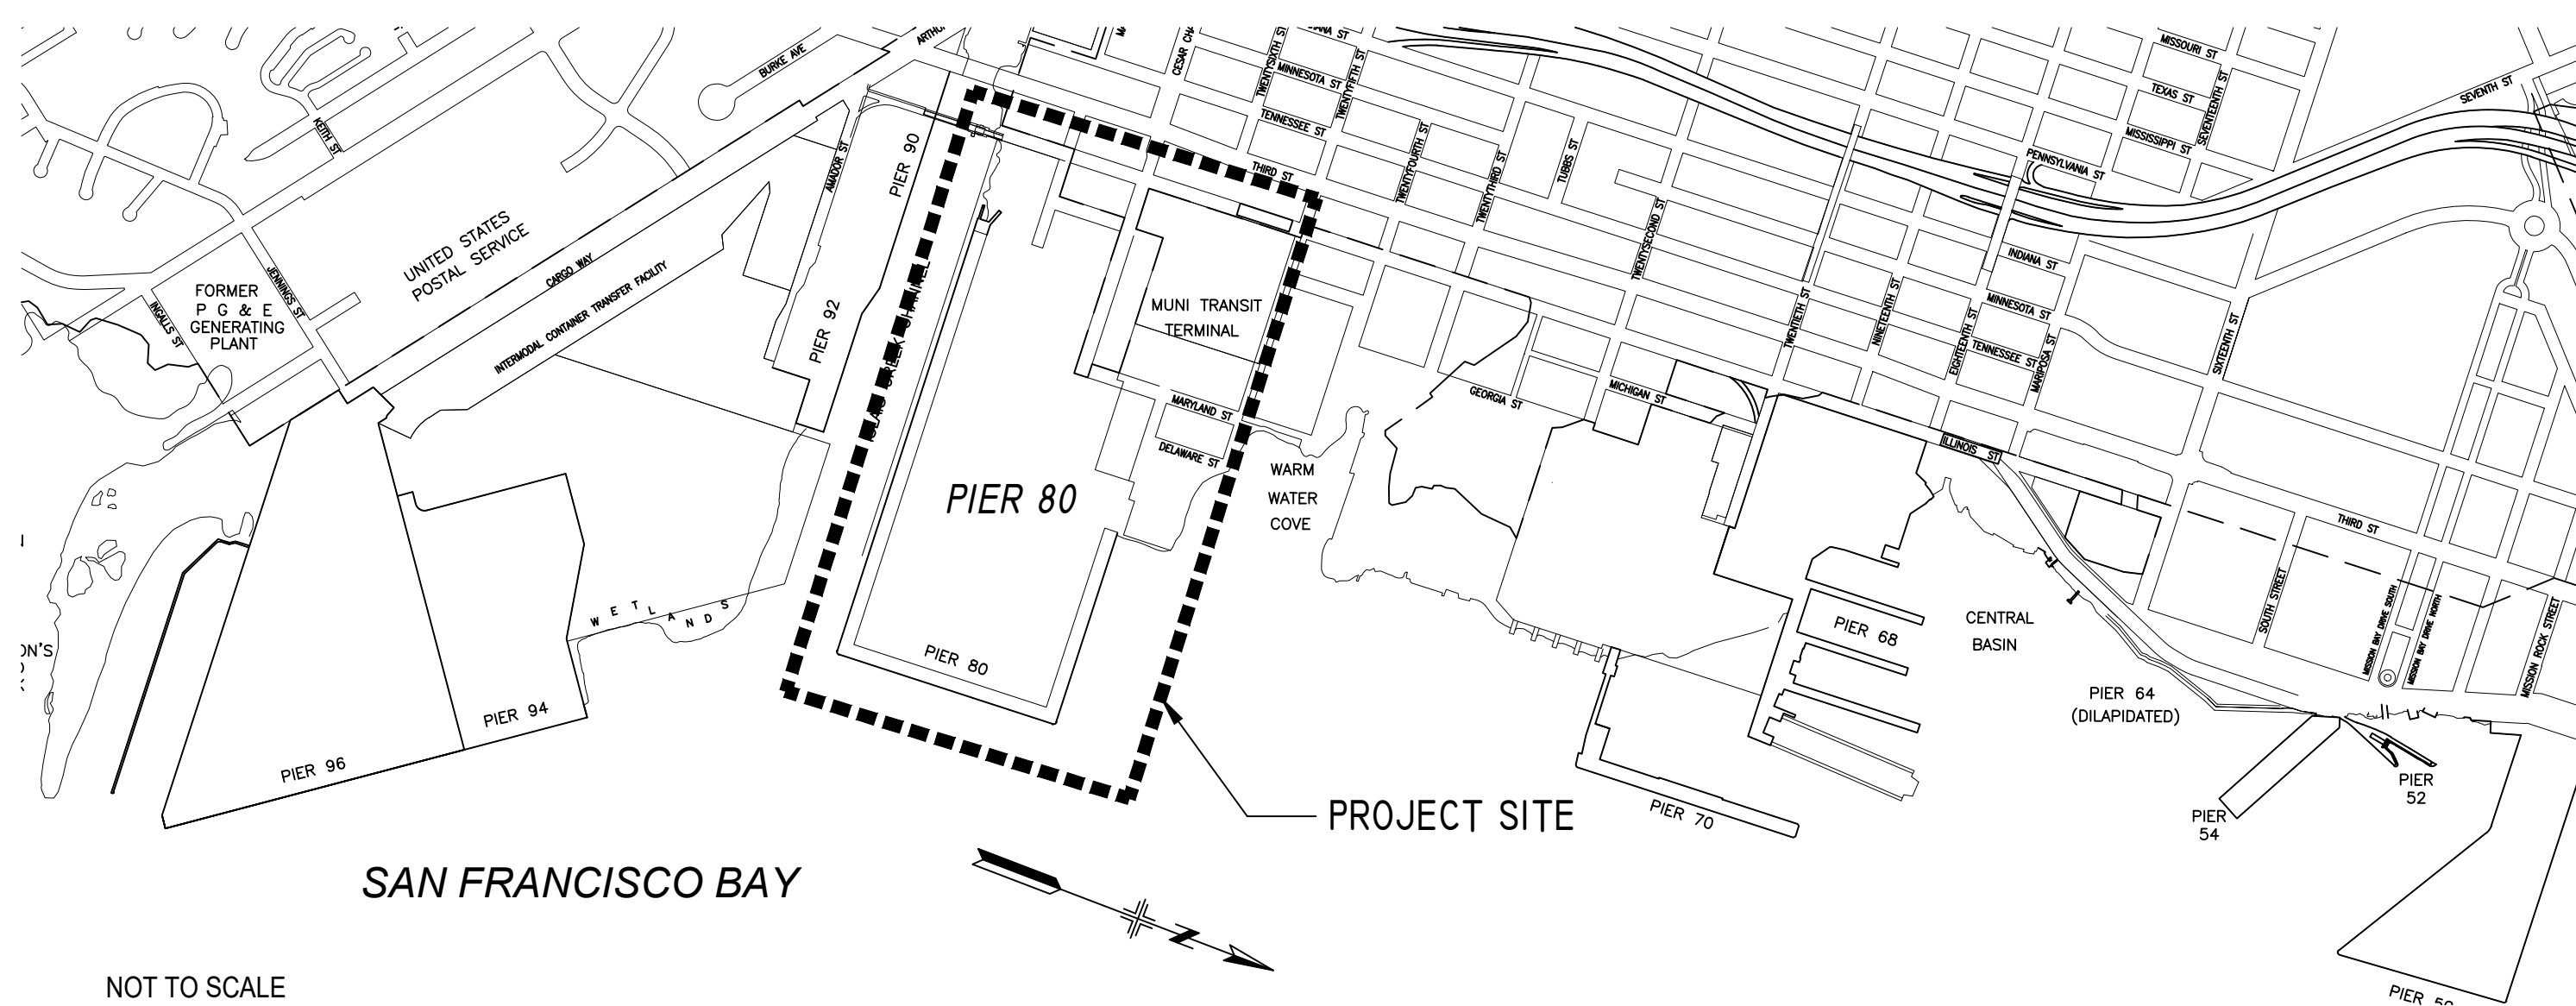 BURKE AVE
KEITH ST
UNITED STATES
POSTAL SERVICE
CARGO WAY
INTERMODAL CONTAINER TRANSFER FACILITY
FORMER
P G & E
GENERATING
PLANT
JENNINGS ST
INGALLS ST
AMADOR ST
PIER 90
PIER 92
TWENTYSIXTH ST
MINNESOTA ST
TWENTYFIFTH ST
TENNESSEE ST
THIRD ST
TWENTYFOURTH ST
TWENTYTHIRD ST
TUBBS ST
TWENTYSECOND ST
MUNI TRANSIT
TERMINAL
MARYLAND ST
DELAWARE ST
PIER 80
PIER 80
WARM
WATER
COVE
GEORGIA ST
MICHIGAN ST
TWENTIETH ST
NINETEENTH ST
EIGHTEENTH ST
MISSOURI ST
TEXAS ST
MISSISSIPPI ST
SEVENTEENTH ST
SEVENTH ST
PENNSYLVANIA ST
INDIANA ST
MINNESOTA ST
TENNESSEE ST
MARIPOSA ST
SIXTEENTH ST
ILLINOIS ST
THIRD ST
SOUTH STREET
MISSION BAY DRIVE SOUTH
MISSION BAY DRIVE NORTH
MISSION ROCK STREET
WETLANDS
PIER 94
PIER 96
PIER 68
CENTRAL
BASIN
PIER 64
(DILAPIDATED)
PIER
52
PIER
54
PIER 70
PROJECT SITE
SAN FRANCISCO BAY
N
NOT TO SCALE